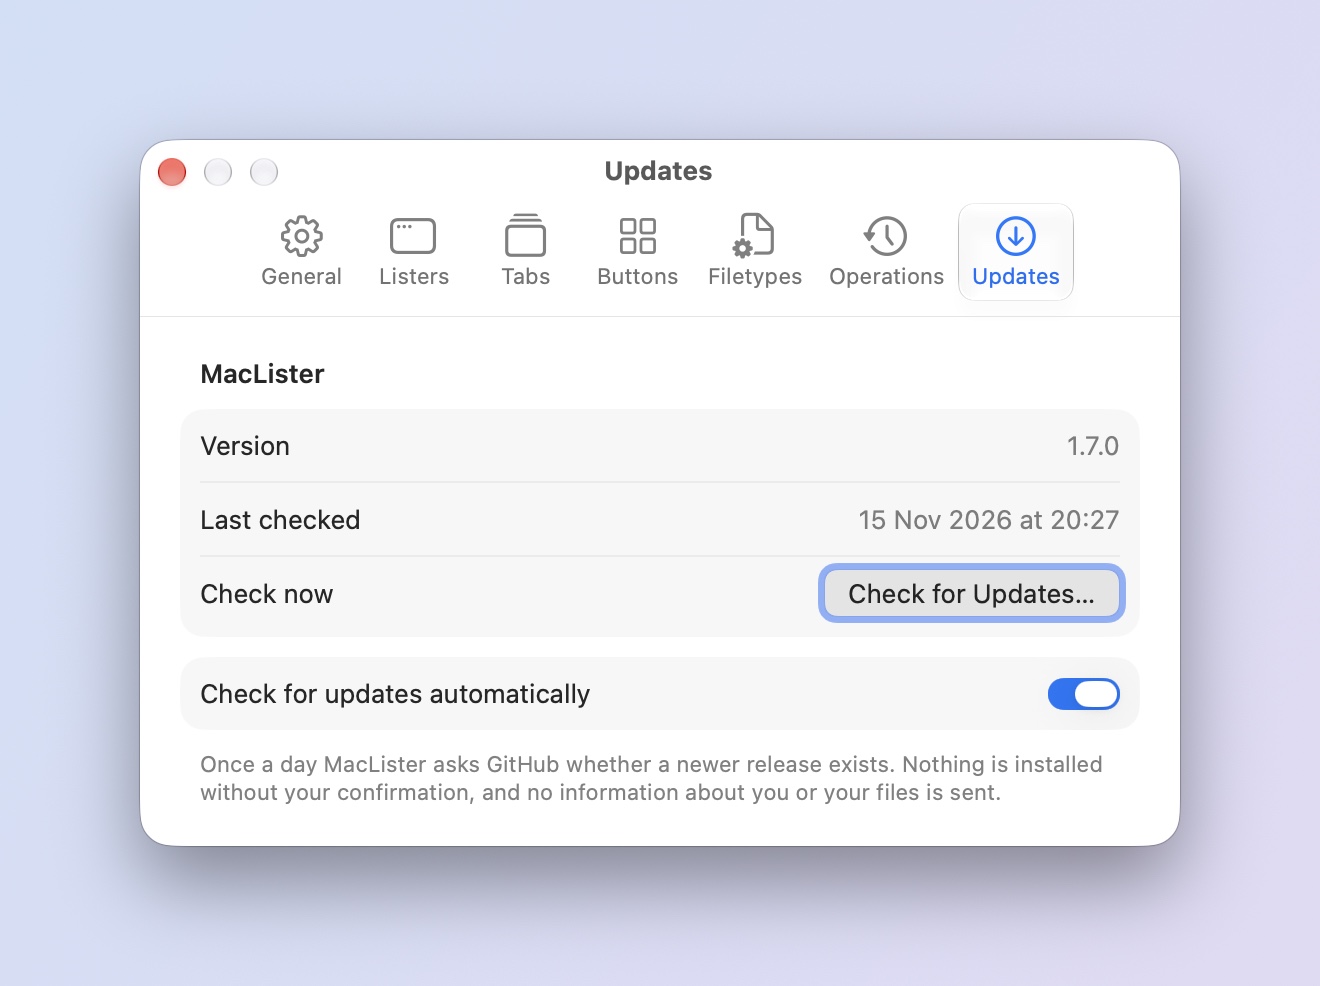 Updates
General
Listers
Tabs
Buttons
Filetypes
Operations
Updates
MacLister
Version
1.7.0
Last checked
15 Nov 2026 at 20:27
Check now
Check for Updates...
Check for updates automatically
Once a day MacLister asks GitHub whether a newer release exists. Nothing is installed
without your confirmation, and no information about you or your files is sent.